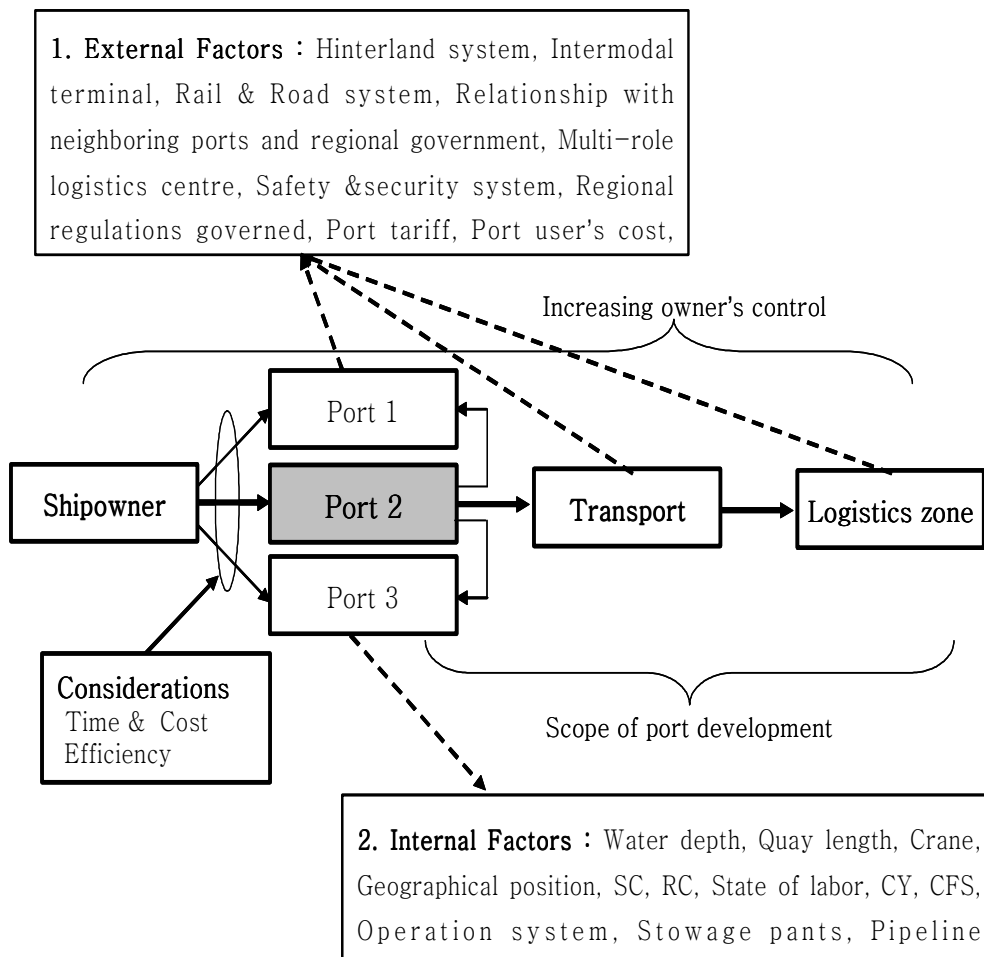 1. External Factors : Hinterland system, Intermodal
terminal, Rail & Road system, Relationship with
neighboring ports and regional government, Multi-role
logistics centre, Safety &security system, Regional
regulations governed, Port tariff, Port user's cost,
Increasing owner's control
Port 1
Shipowner
Port 2
Transport
Logistics zone
Port 3
Considerations
Time & Cost
Efficiency
Scope of port development
2. Internal Factors : Water depth, Quay length, Crane,
Geographical position, SC, RC, State of labor, CY, CFS,
Operation system, Stowage pants, Pipeline